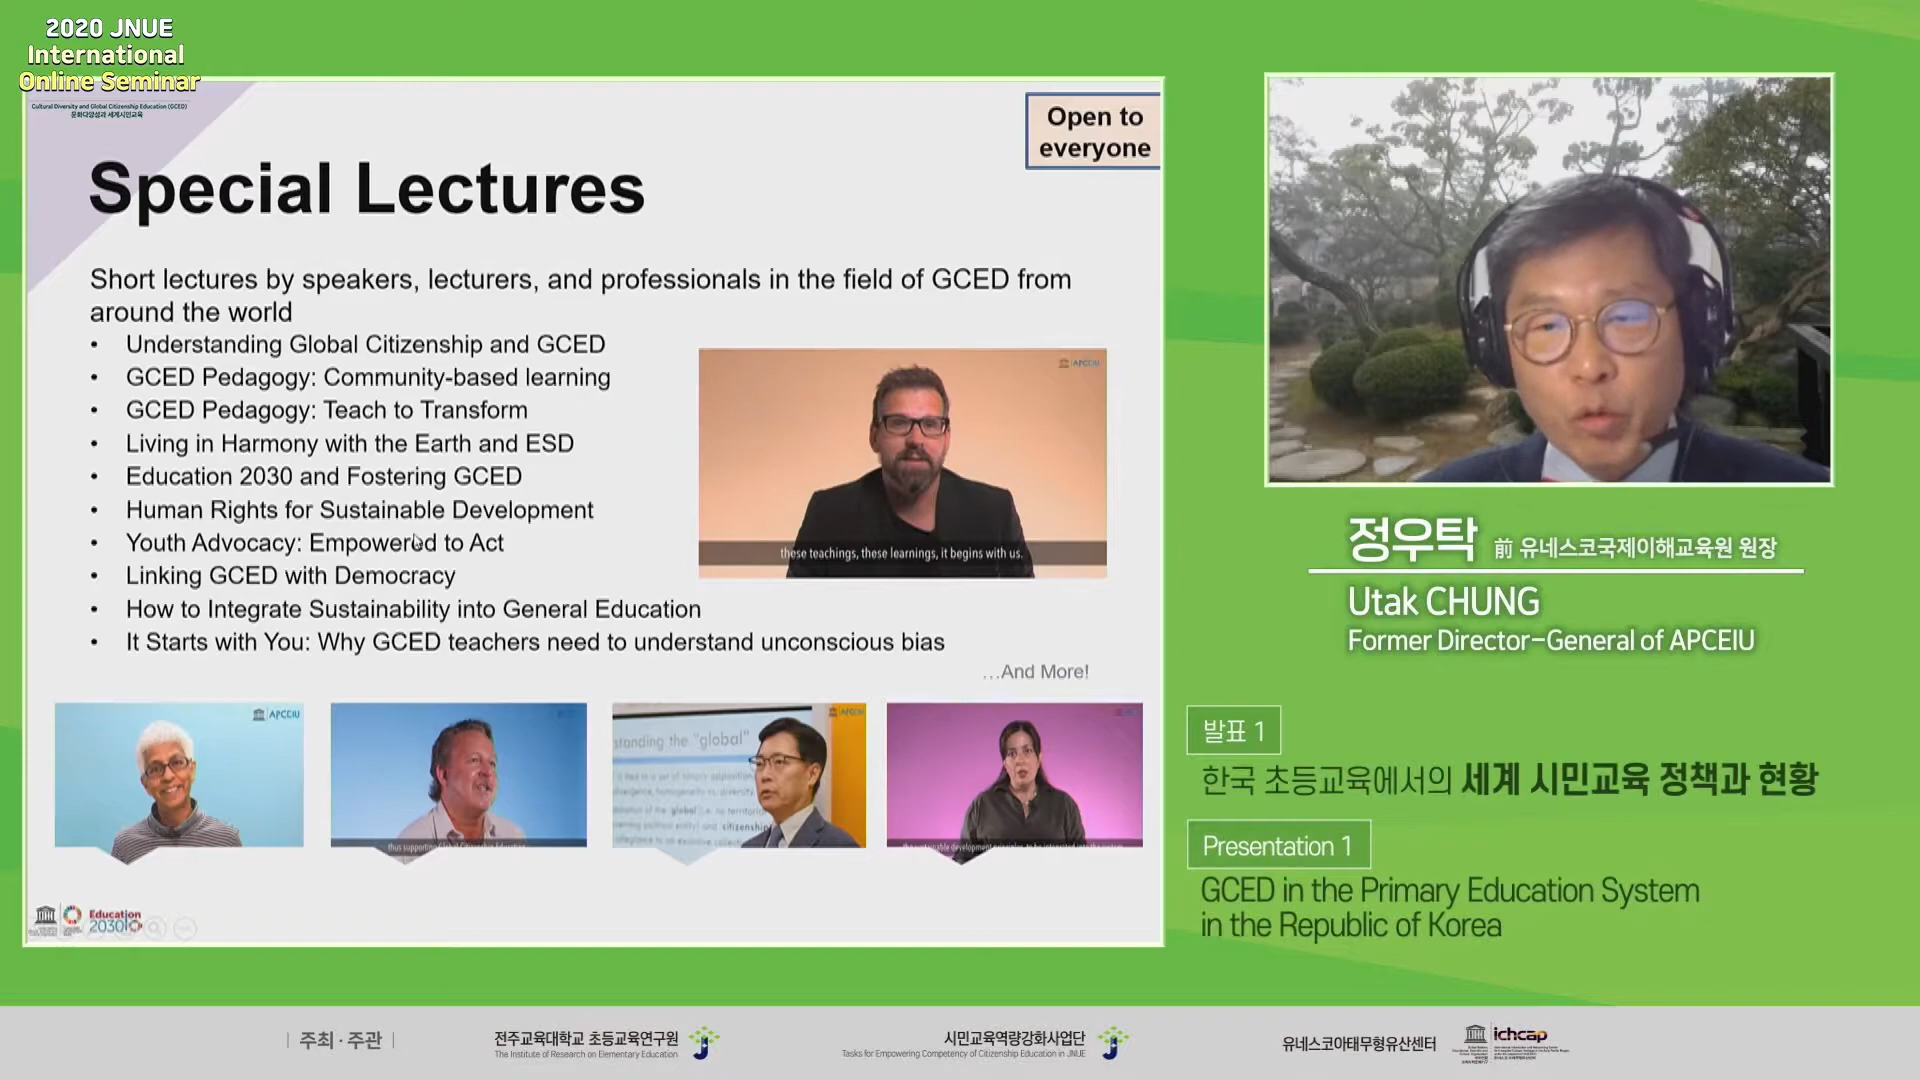 2020 JNUE
International
Online Seminar
Cultural Diversity and Global Citizenship Education (GCED)
문화다양성과 세계시민교육
Open to
everyone
Special Lectures
Short lectures by speakers, lecturers, and professionals in the field of GCED from
around the world
• Understanding Global Citizenship and GCED
• GCED Pedagogy: Community-based learning
• GCED Pedagogy: Teach to Transform
• Living in Harmony with the Earth and ESD
• Education 2030 and Fostering GCED
• Human Rights for Sustainable Development
• Youth Advocacy: Empowered to Act
• Linking GCED with Democracy
• How to Integrate Sustainability into General Education
• It Starts with You: Why GCED teachers need to understand unconscious bias
...And More!
APCEIU
these teachings, these learnings, it begins with us.
APCEIU
thus supporting Global Citizenship Education
standing the "global"
citizenship
Education
2030
정우탁 前 유네스코국제이해교육원 원장
Utak CHUNG
Former Director-General of APCEIU
발표 1
한국 초등교육에서의 세계 시민교육 정책과 현황
Presentation 1
GCED in the Primary Education System
in the Republic of Korea
주최·주관
전주교육대학교 초등교육연구원
The Institute of Research on Elementary Education
시민교육역량강화사업단
Tasks for Empowering Competency of Citizenship Education in JNUE
유네스코아태무형유산센터
ichcap